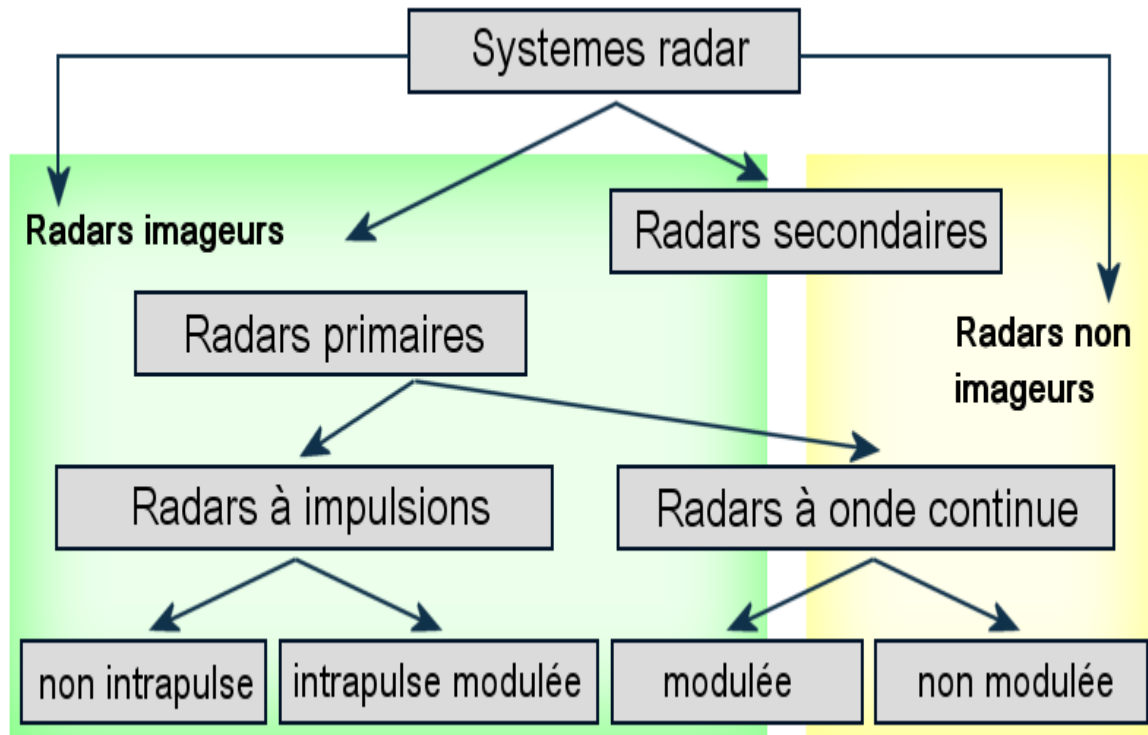 Systemes radar
Radars imageurs
Radars secondaires
Radars primaires
Radars non
imageurs
Radars à impulsions
Radars à onde continue
non intrapulse
intrapulse modulée
modulée
non modulée